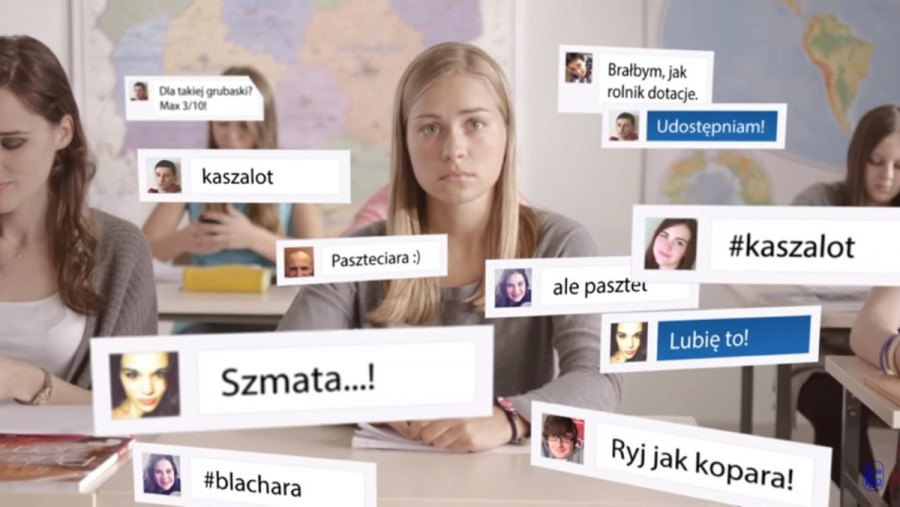 Dla takiej grubaski?
Max 3/10!
Brałbym, jak
rolnik dotacje.
Udostępniam!
kaszalot
#kaszalot
Paszteciara :)
ale pasztet
Lubię to!
Szmata...!
Ryj jak kopara!
#blachara